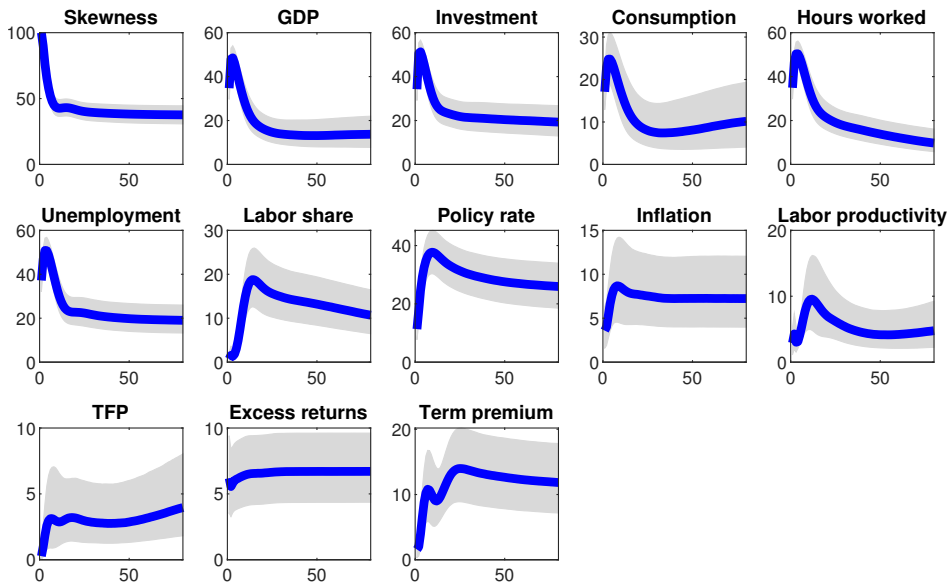 Skewness GDP Investment Consumption Hours worked
100 60 60 30 60
50 40 40 20 40
20 20 10 20
0 0 0 0 0
0 50 0 50 0 50 0 50 0 50
Unemployment Labor share Policy rate Inflation Labor productivity
60 30 40 15 20
40 20 20 10 10
20 10 5
0 0 0 0 0
0 50 0 50 0 50 0 50 0 50
TFP Excess returns Term premium
10 10 20
5 5 10
0 0 0
0 50 0 50 0 50